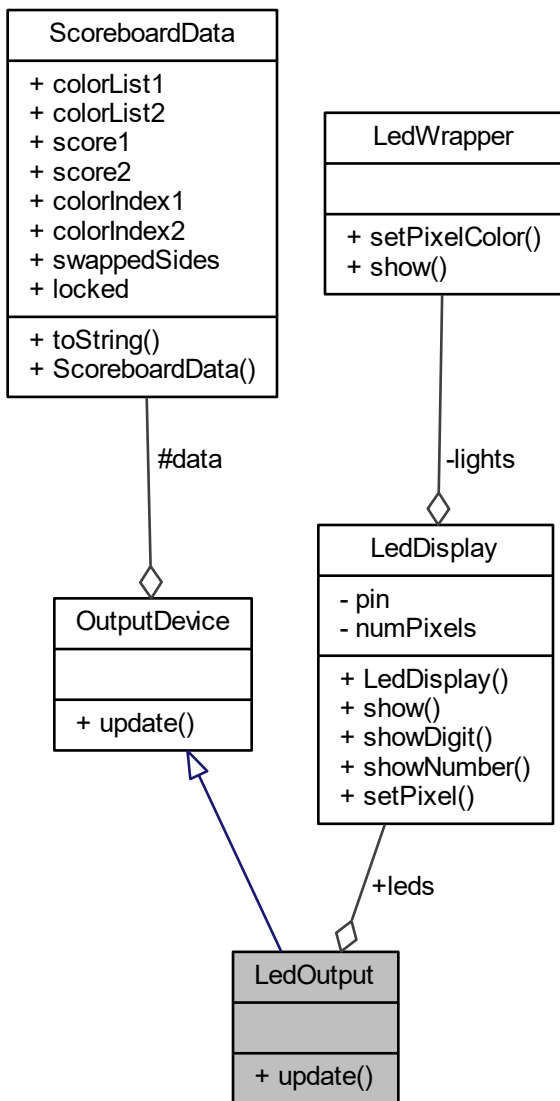 ScoreboardData
+ colorList1
+ colorList2
+ score1
+ score2
+ colorIndex1
+ colorIndex2
+ swappedSides
+ locked
+ toString()
+ ScoreboardData()
LedWrapper
+ setPixelColor()
+ show()
#data
-lights
OutputDevice
+ update()
LedDisplay
- pin
- numPixels
+ LedDisplay()
+ show()
+ showDigit()
+ showNumber()
+ setPixel()
+leds
LedOutput
+ update()